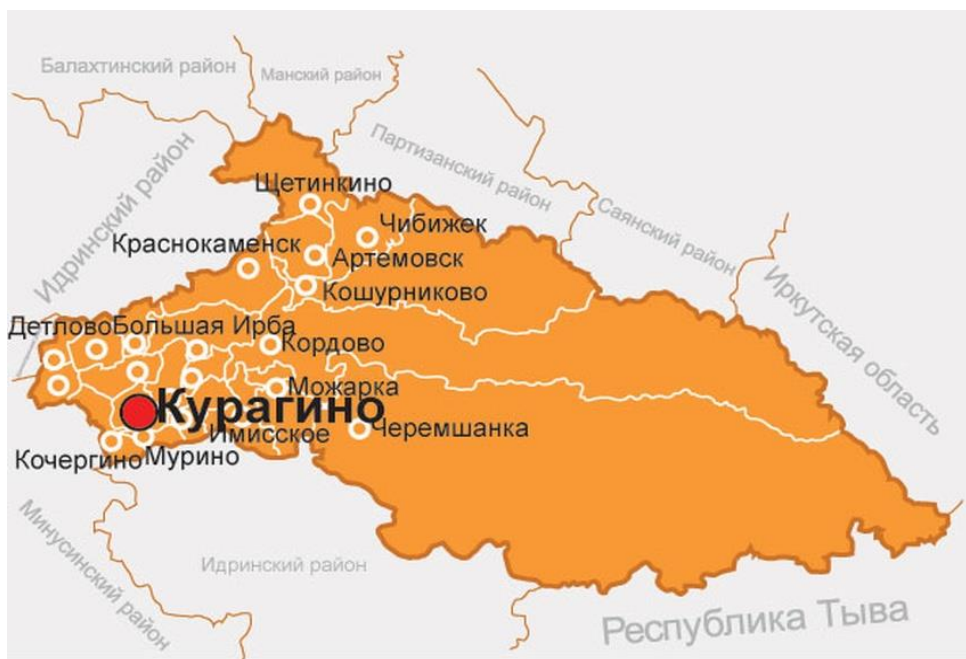 Балахтинский район
Манский район
Партизанский район
Идринский район
Щетинкино
Саянский район
Чибижек
Краснокаменск
Артемовск
Иркутская область
Кошурниково
Детлово
Большая Ирба
Кордово
Можарка
Курагино
Черемшанка
Имисское
Кочергино
Мурино
Минусинский район
Идринский район
Республика Тыва